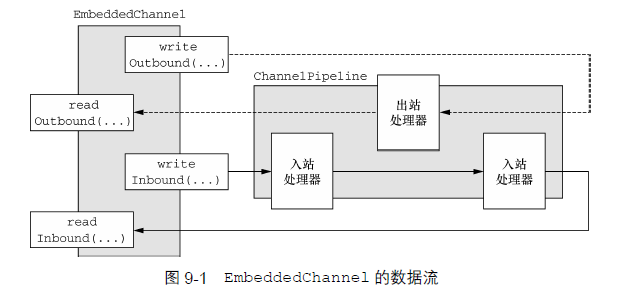 EmbeddedChannel
write
Outbound(...)
ChannelPipeline
read
Outbound(...)
出站
处理器
write
Inbound(...)
入站
处理器
入站
处理器
read
Inbound(...)
图 9-1 EmbeddedChannel 的数据流